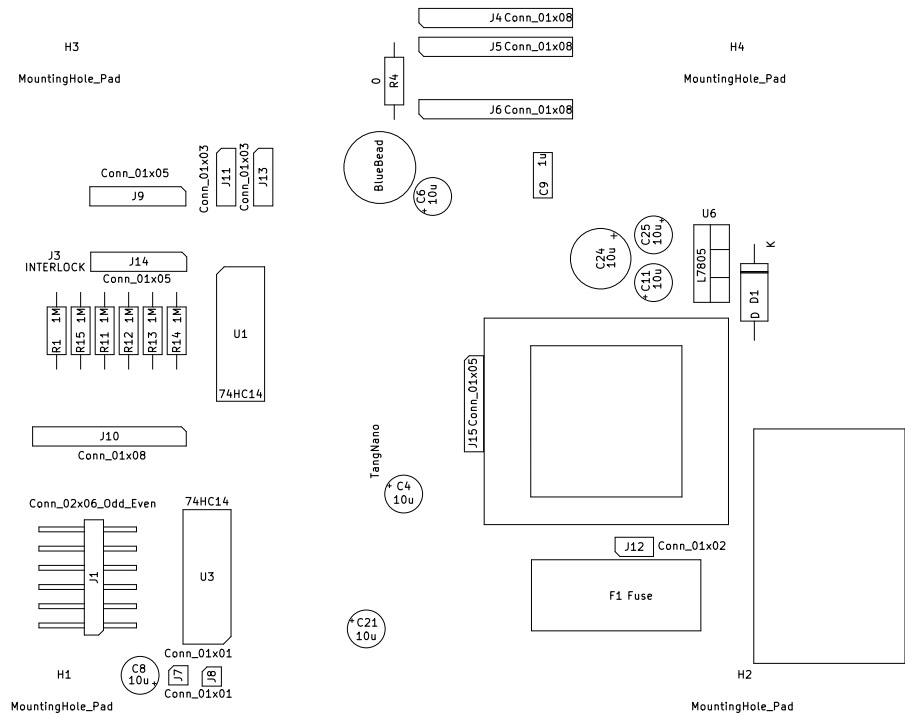 J4 Conn_01x08
H3
J5 Conn_01x08
H4
MountingHole_Pad
0
R4
MountingHole_Pad
J6 Conn_01x08
Conn_01x03
J11
Conn_01x03
J13
BlueBead
C9 1u
Conn_01x05
J9
C6
10u
+
U6
C25
10u
+
K
J3
INTERLOCK
J14
Conn_01x05
C24
10u
+
C11
10u
+
L7805
D D1
R1 1M
R15 1M
R11 1M
R12 1M
R13 1M
R14 1M
U1
74HC14
J15 Conn_01x05
J10
Conn_01x08
TangNano
+ C4
10u
Conn_02x06_Odd_Even
74HC14
J12
Conn_01x02
J1
U3
F1 Fuse
+ C21
10u
Conn_01x01
H1
C8
10u +
J7
J8
H2
Conn_01x01
MountingHole_Pad
MountingHole_Pad